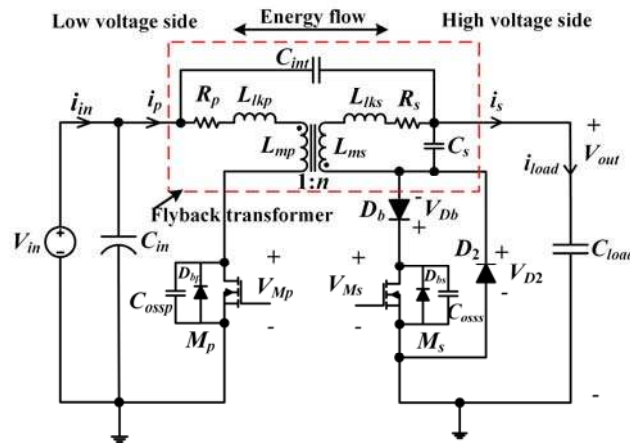 Low voltage side
Energy flow
High voltage side
C_int
i_in
i_p
R_p
L_lkp
L_lks
R_s
i_s
L_mp
L_ms
C_s
1:n
+
V_out
i_load
Flyback transformer
D_b
-
V_Db
+
V_in
C_in
D_2
+
V_D2
-
C_load
D_bp
C_ossp
+
V_Mp
-
M_p
+
V_Ms
-
D_bs
C_osss
M_s
-